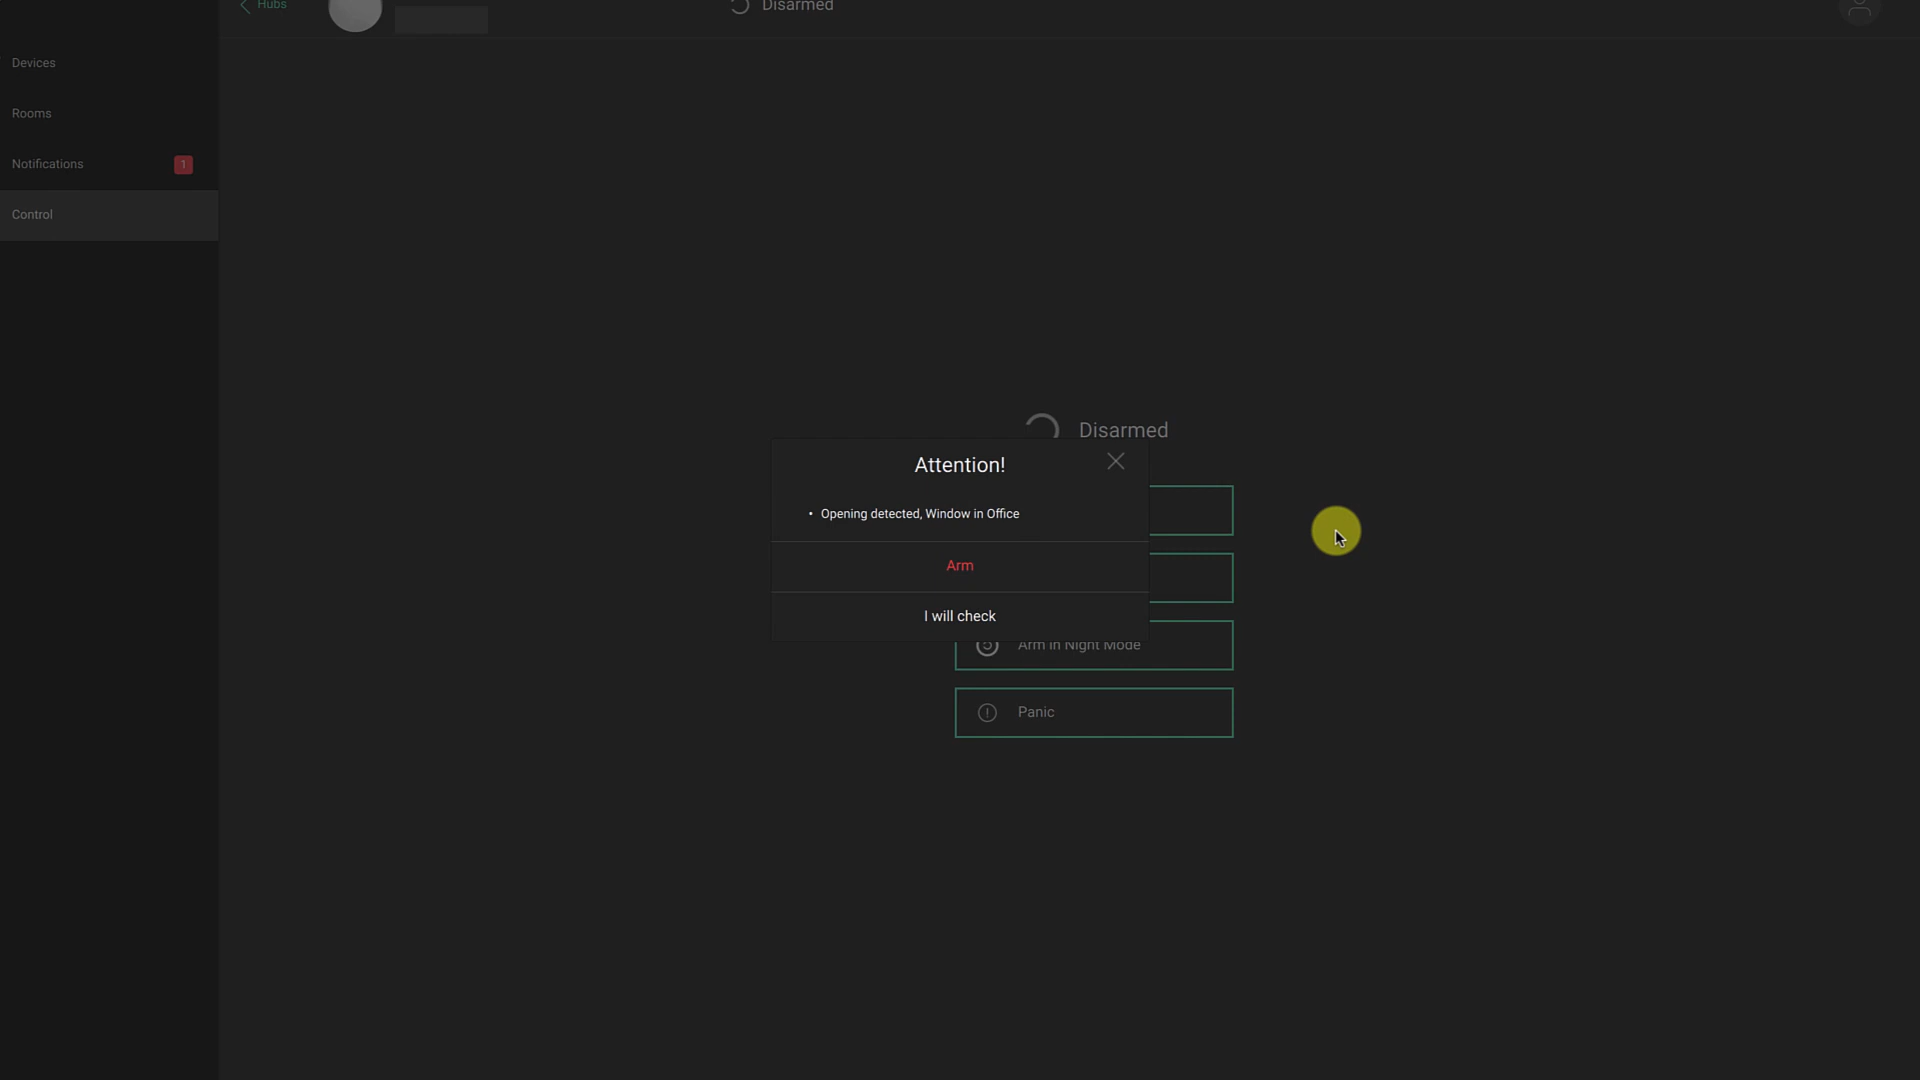 Hubs
Disarmed
Devices
Rooms
Notifications
1
Control
Disarmed
Attention!
• Opening detected, Window in Office
Arm
I will check
Arm in Night Mode
Panic